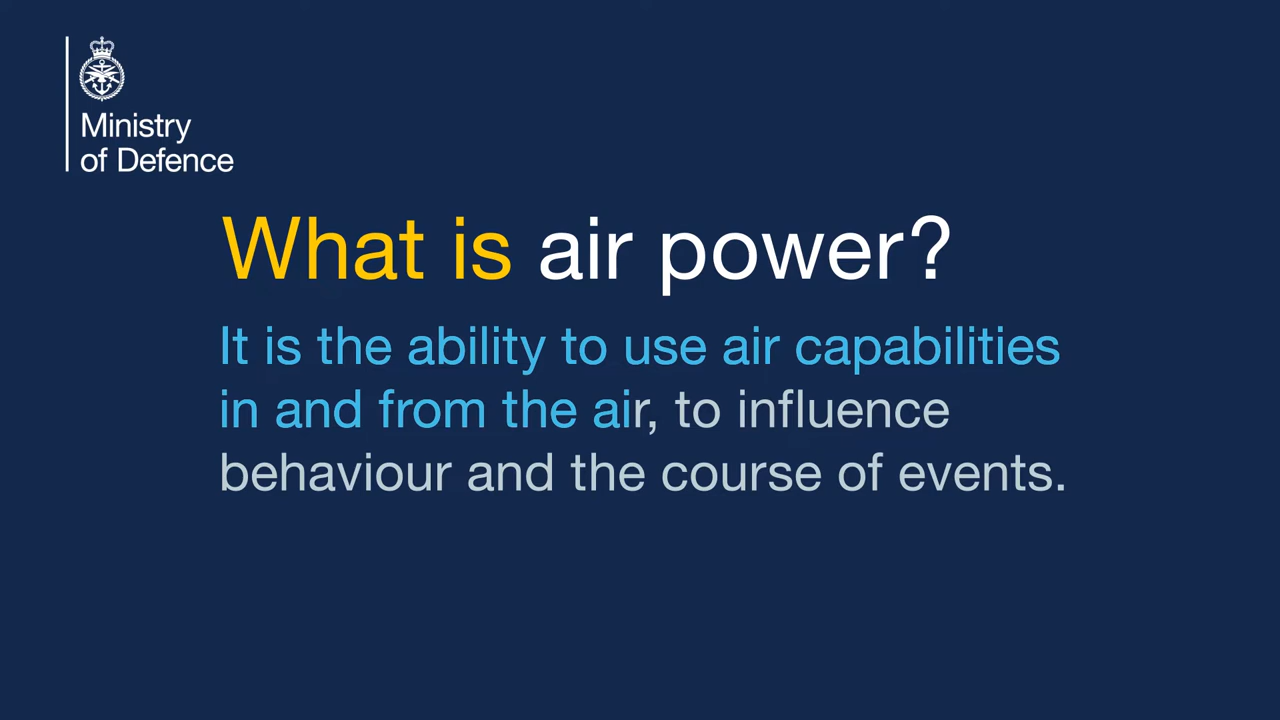 Ministry
of Defence
What is air power?
It is the ability to use air capabilities
in and from the air, to influence
behaviour and the course of events.